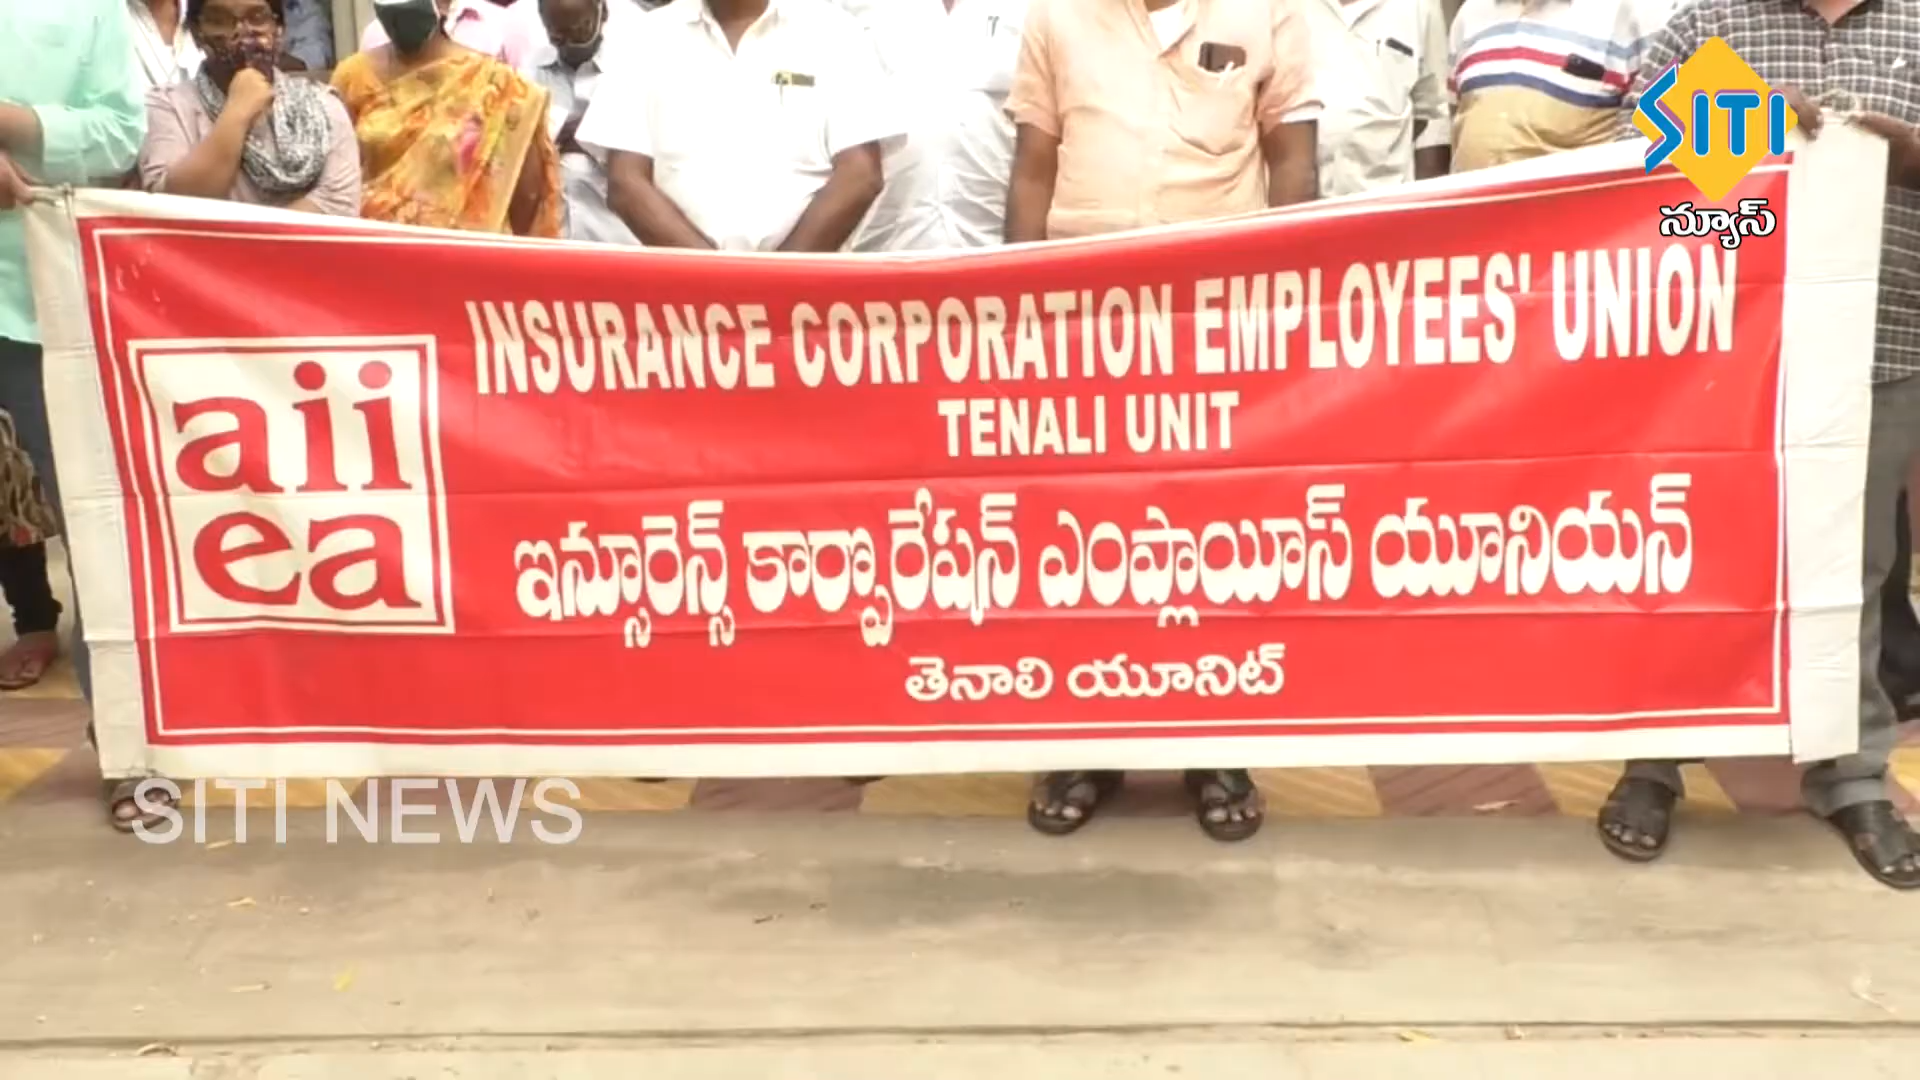 SITI
న్యూస్
INSURANCE CORPORATION EMPLOYEES' UNION
TENALI UNIT
aii
ea
ఇన్సూరెన్స్ కార్పొరేషన్ ఎంప్లాయీస్ యూనియన్
తెనాలి యూనిట్
SITI NEWS